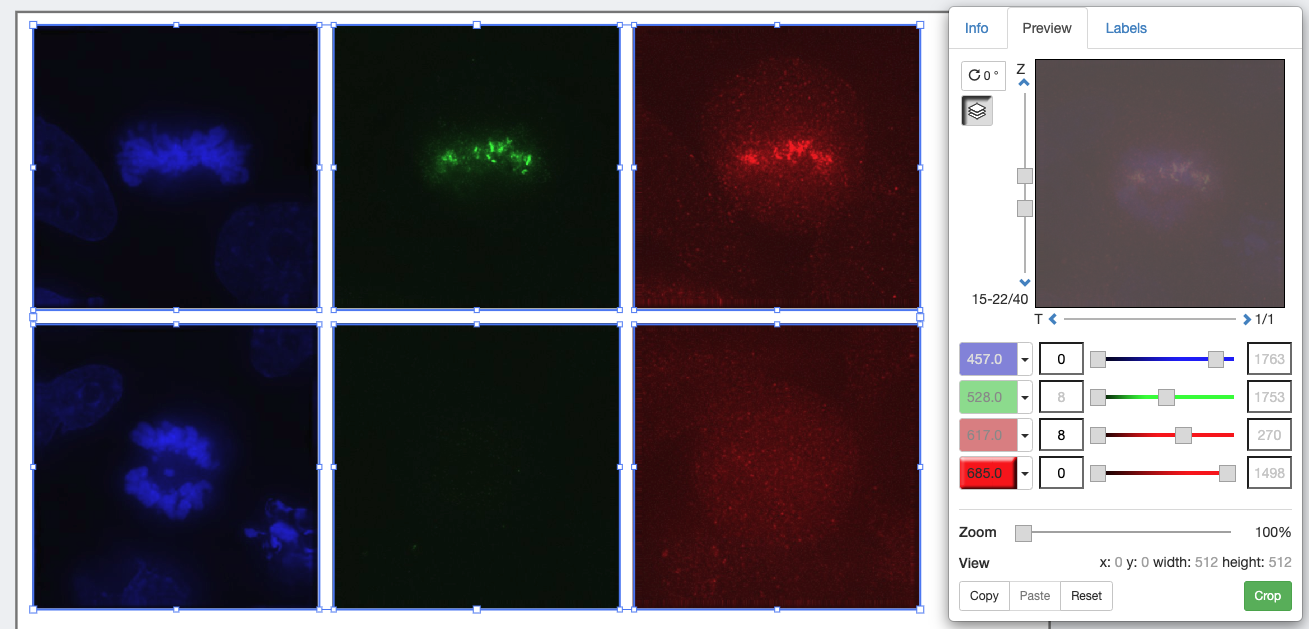 Info Preview Labels
0 °
Z
15-22/40
T 1/1
457.0 0 1763
528.0 8 1753
617.0 8 270
685.0 0 1498
Zoom 100%
View x: 0 y: 0 width: 512 height: 512
Copy Paste Reset Crop